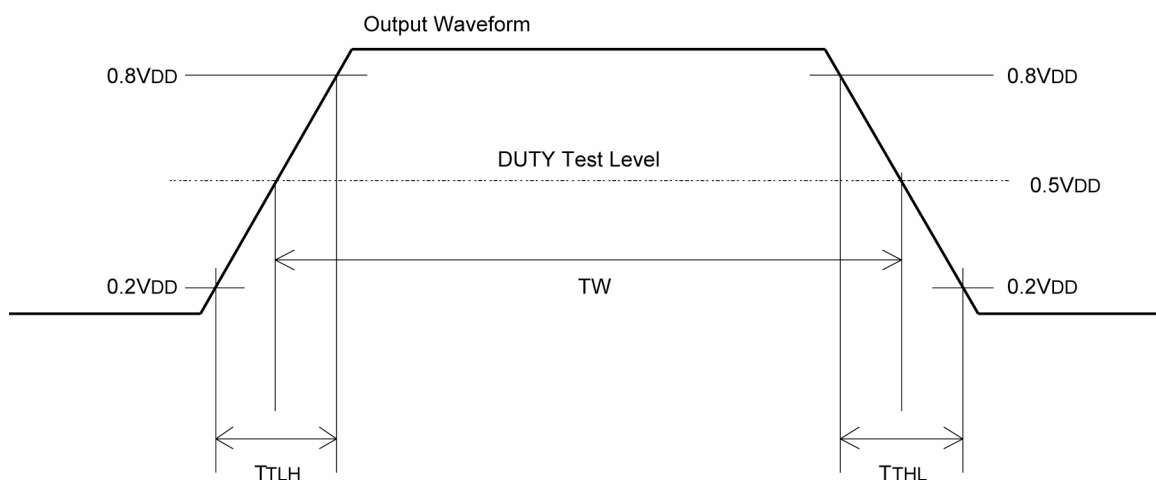 Output Waveform
0.8VDD
0.8VDD
DUTY Test Level
0.5VDD
0.2VDD
TW
0.2VDD
TTLH
TTHL